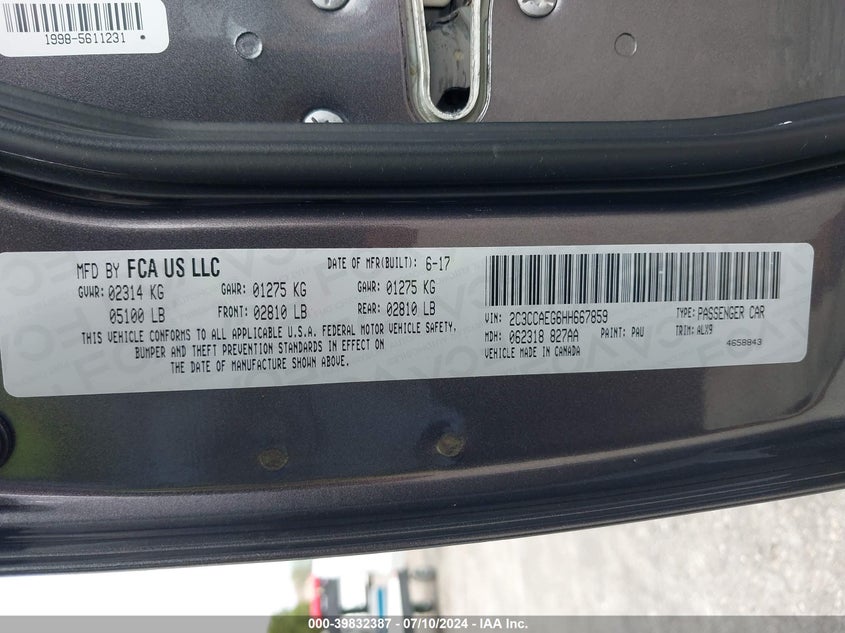 1998-5611231
MFD BY FCA US LLC DATE OF MFR(BUILT): 6-17
GVWR: 02314 KG GAWR: 01275 KG GAWR: 01275 KG
05100 LB FRONT: 02810 LB REAR: 02810 LB
THIS VEHICLE CONFORMS TO ALL APPLICABLE U.S.A. FEDERAL MOTOR VEHICLE SAFETY,
BUMPER AND THEFT PREVENTION STANDARDS IN EFFECT ON
THE DATE OF MANUFACTURE SHOWN ABOVE.
VIN: 2C3CCAEG6HH667859 TYPE: PASSENGER CAR
MDH: 062318 827AA PAINT: PAU TRIM: ALX9
VEHICLE MADE IN CANADA 4658843
000-39832387 - 07/10/2024 - IAA Inc.